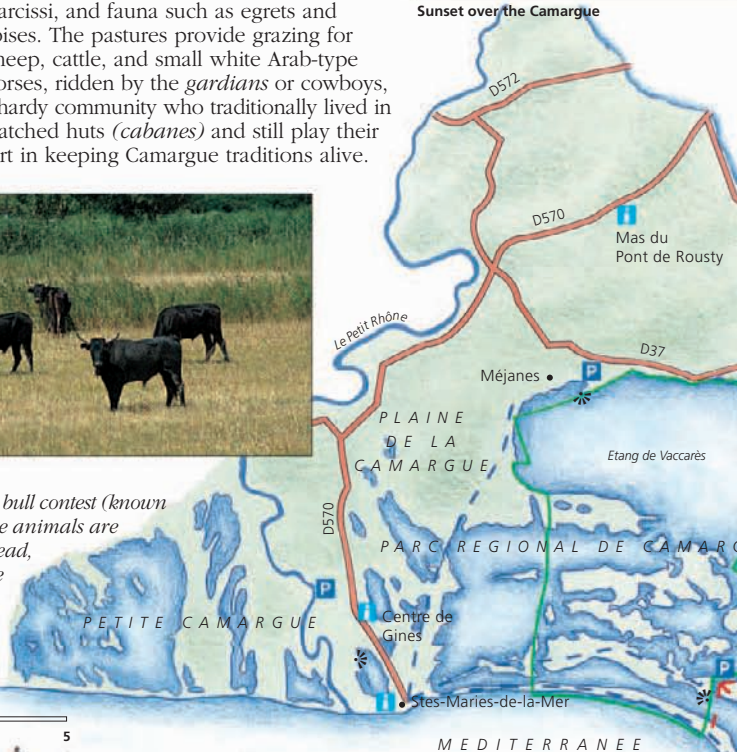 arcissi, and fauna such as egrets and
oises. The pastures provide grazing for
heep, cattle, and small white Arab-type
orses, ridden by the gardians or cowboys,
hardy community who traditionally lived in
atched huts (cabanes) and still play their
rt in keeping Camargue traditions alive.
bull contest (known
e animals are
ead,
e
5
Sunset over the Camargue
D572
D570
i
Mas du
Pont de Rousty
Le Petit Rhône
D37
Méjanes
P
PLAINE
DE LA
CAMARGUE
Etang de Vaccarès
D570
PARC REGIONAL DE CAMARG
P
PETITE CAMARGUE
i
Centre de
Gines
P
i
Stes-Maries-de-la-Mer
MEDITERRANEE